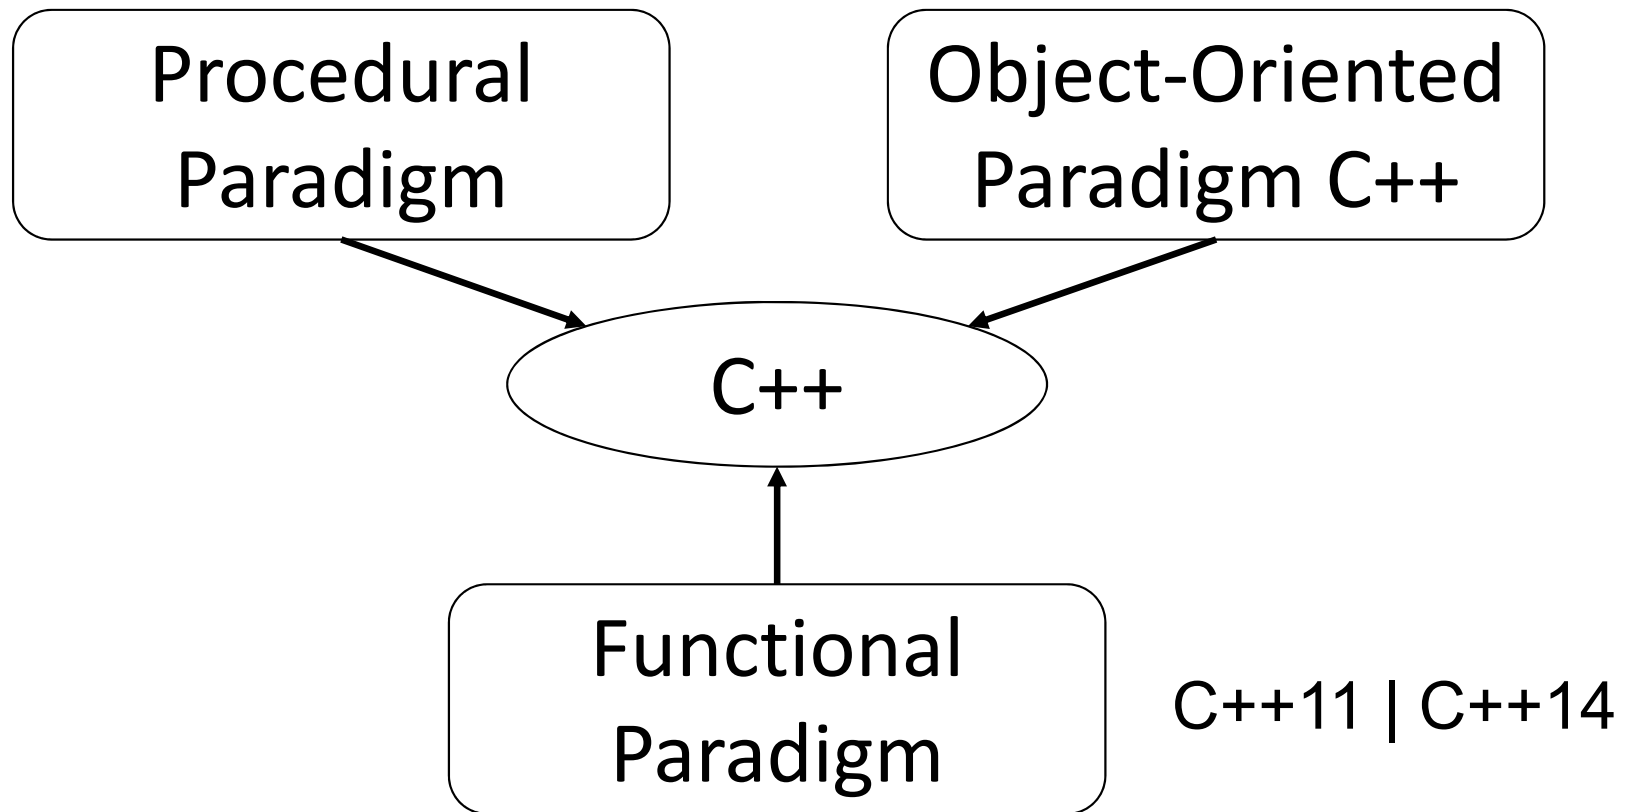 Procedural
Paradigm
Object-Oriented
Paradigm C++
C++
Functional
Paradigm
C++11 | C++14